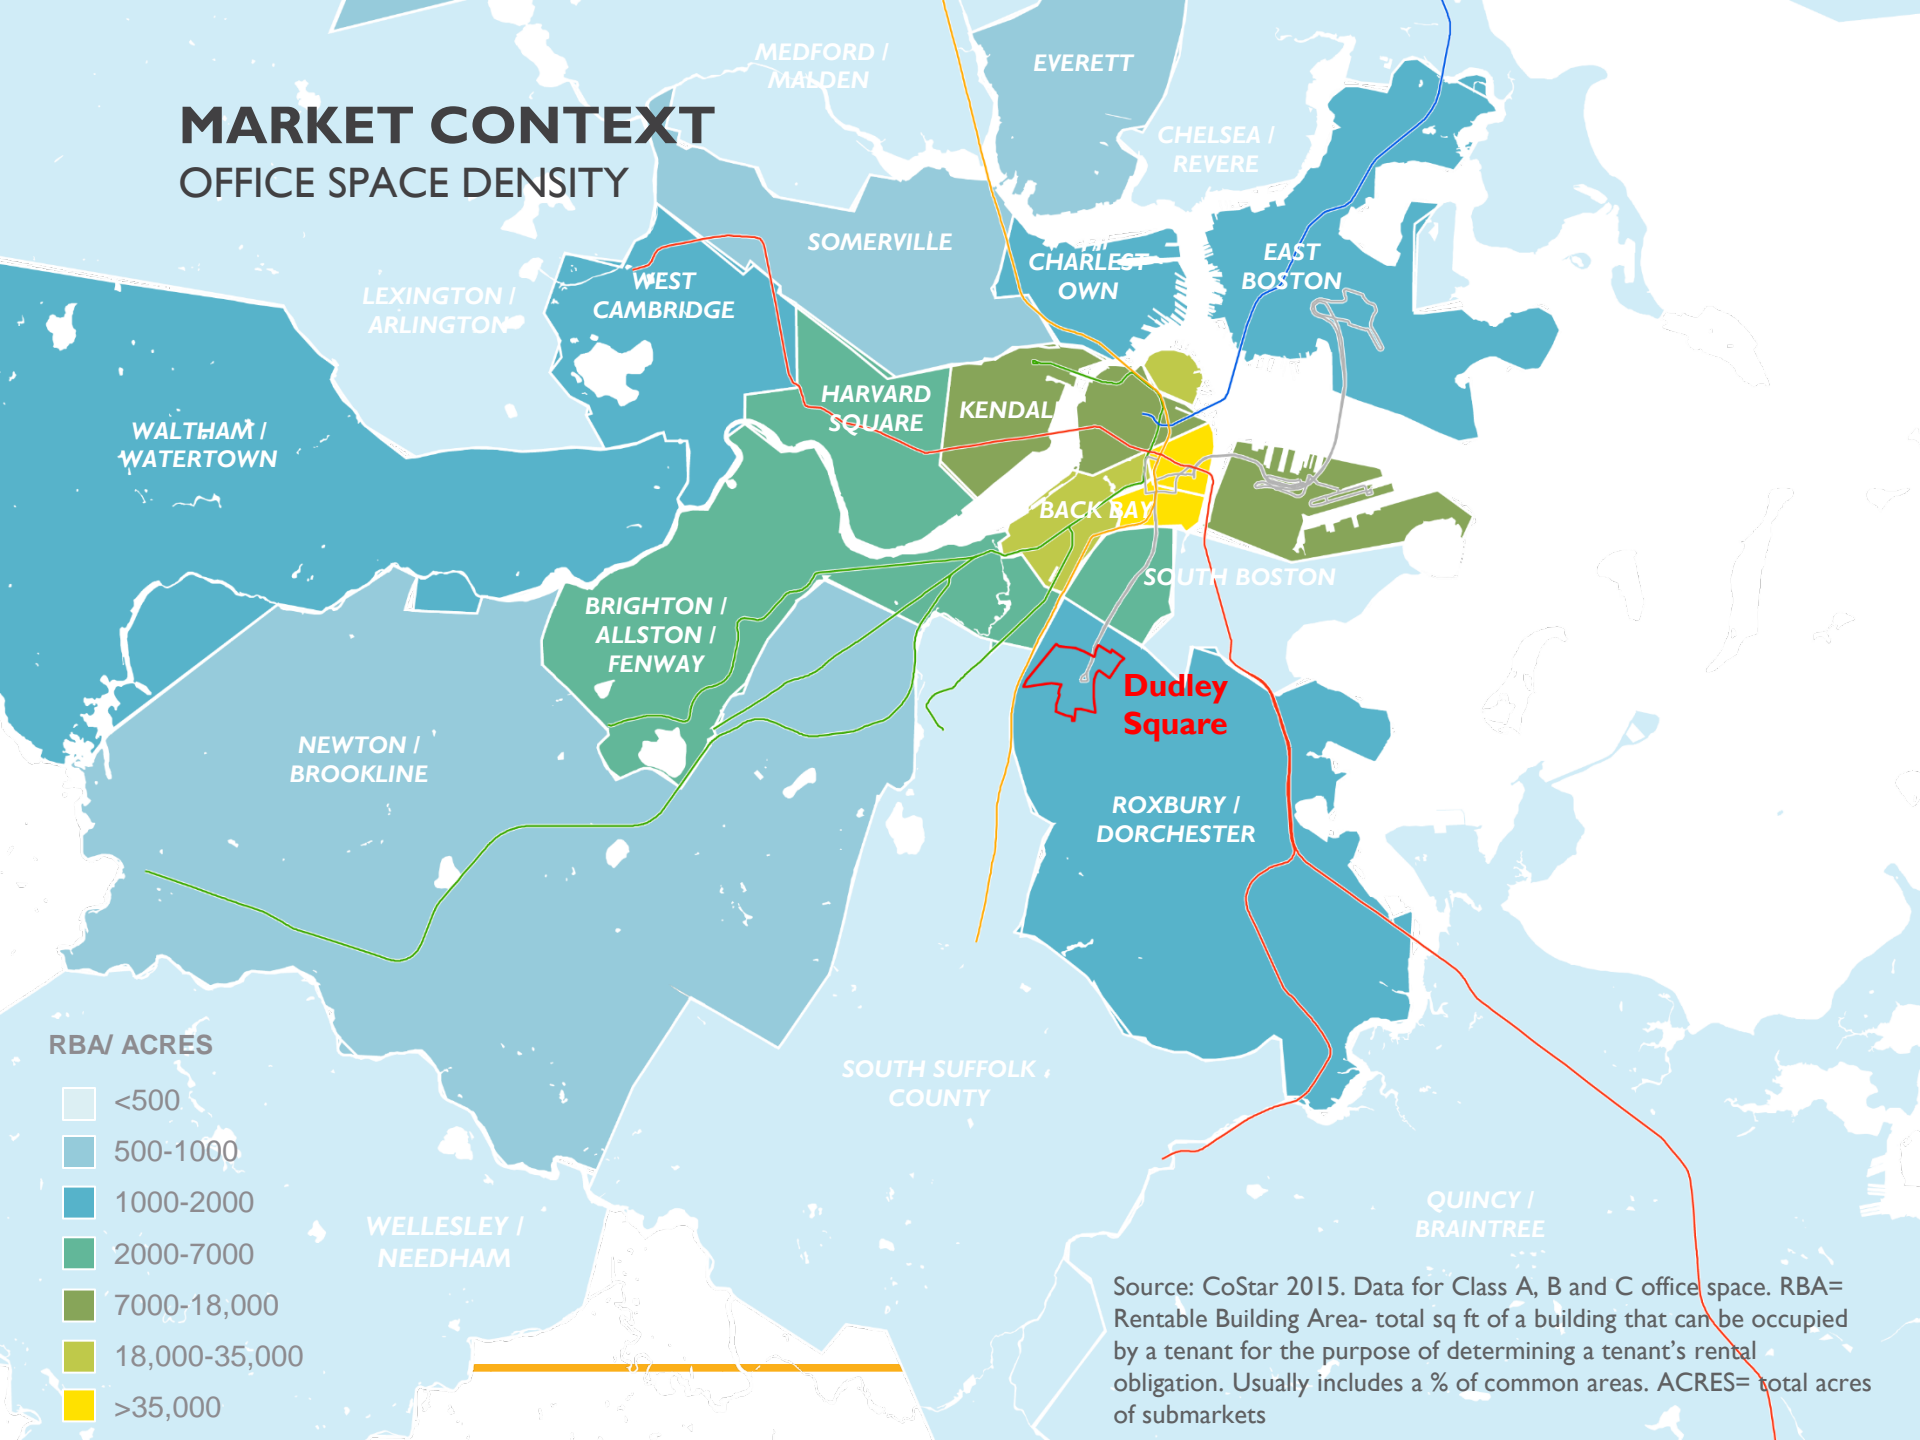 MARKET CONTEXT
OFFICE SPACE DENSITY
MEDFORD /
MALDEN
EVERETT
CHELSEA /
REVERE
SOMERVILLE
CHARLEST
OWN
EAST
BOSTON
WEST
CAMBRIDGE
LEXINGTON /
ARLINGTON
HARVARD
SQUARE
KENDALL
WALTHAM /
WATERTOWN
BACK BAY
SOUTH BOSTON
BRIGHTON /
ALLSTON /
FENWAY
Dudley
Square
NEWTON /
BROOKLINE
ROXBURY /
DORCHESTER
SOUTH SUFFOLK
COUNTY
WELLESLEY /
NEEDHAM
QUINCY /
BRAINTREE
RBA/ ACRES
<500
500-1000
1000-2000
2000-7000
7000-18,000
18,000-35,000
>35,000
Source: CoStar 2015. Data for Class A, B and C office space. RBA=
Rentable Building Area- total sq ft of a building that can be occupied
by a tenant for the purpose of determining a tenant's rental
obligation. Usually includes a % of common areas. ACRES= total acres
of submarkets